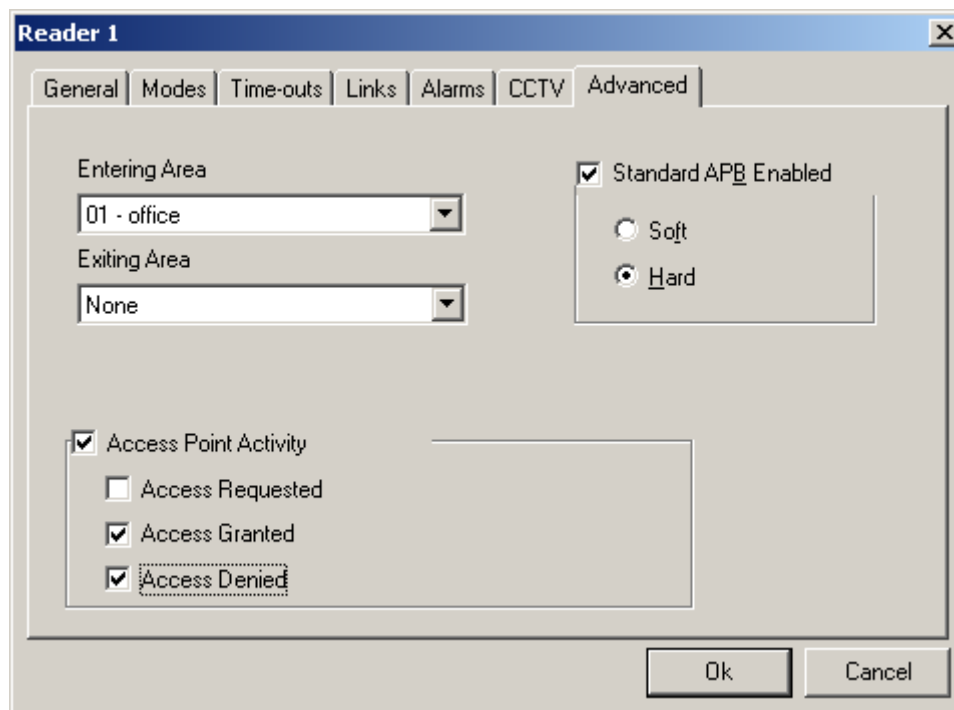 Reader 1
General Modes Time-outs Links Alarms CCTV Advanced
Entering Area
01 - office
Exiting Area
None
Standard APB Enabled
Soft
Hard
Access Point Activity
Access Requested
Access Granted
Access Denied
Ok Cancel